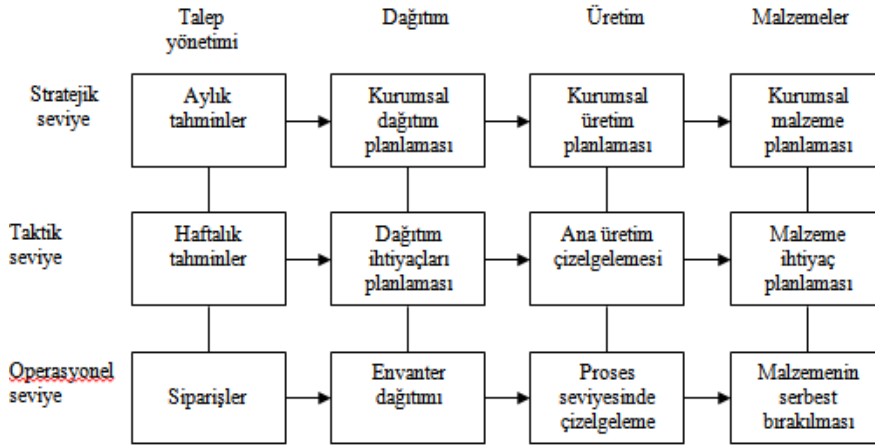 Talep
yönetimi
Dağıtım
Üretim
Malzemeler
Stratejik
seviye
Aylık
tahminler
Kurumsal
dağıtım
planlaması
Kurumsal
üretim
planlaması
Kurumsal
malzeme
planlaması
Taktik
seviye
Haftalık
tahminler
Dağıtım
ihtiyaçları
planlaması
Ana üretim
çizelgelemesi
Malzeme
ihtiyaç
planlaması
Operasyonel
seviye
Siparişler
Envanter
dağıtımı
Proses
seviyesinde
çizelgeleme
Malzemenin
serbest
bırakılması